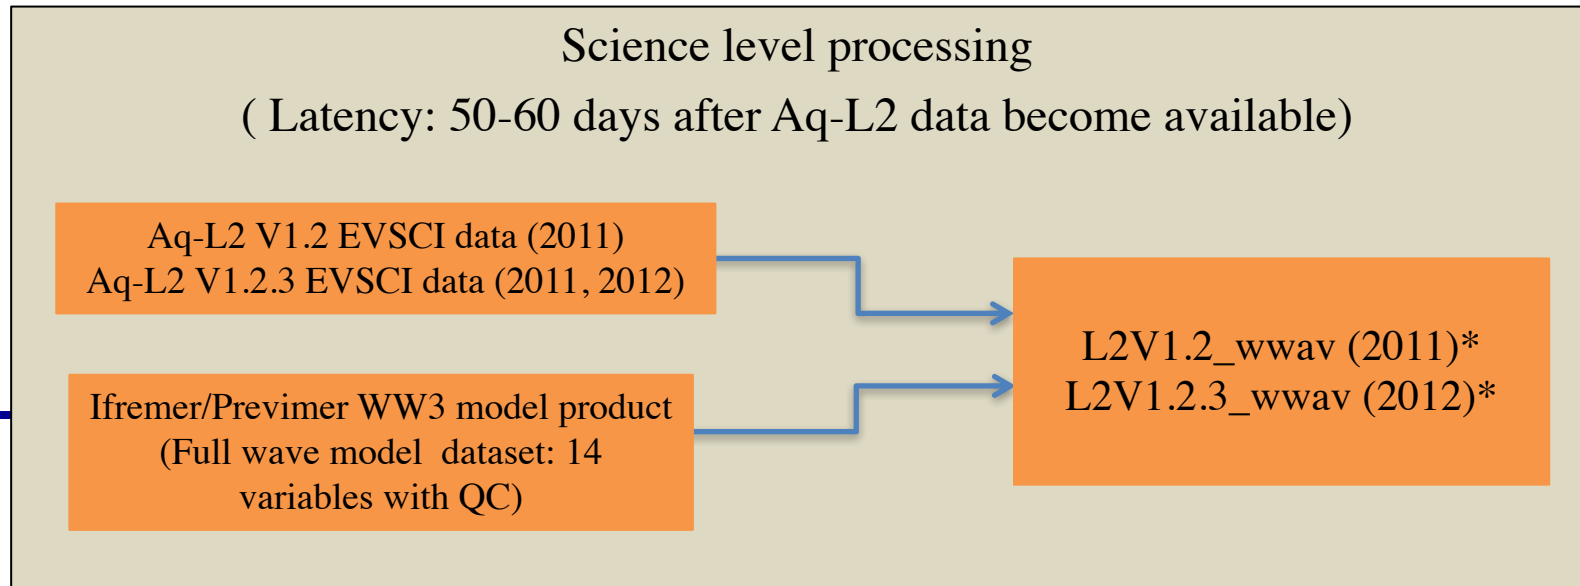 Science level processing
( Latency: 50-60 days after Aq-L2 data become available)
Aq-L2 V1.2 EVSCI data (2011)
Aq-L2 V1.2.3 EVSCI data (2011, 2012)
Ifremer/Previmer WW3 model product
(Full wave model dataset: 14
variables with QC)
L2V1.2_wwav (2011)*
L2V1.2.3_wwav (2012)*